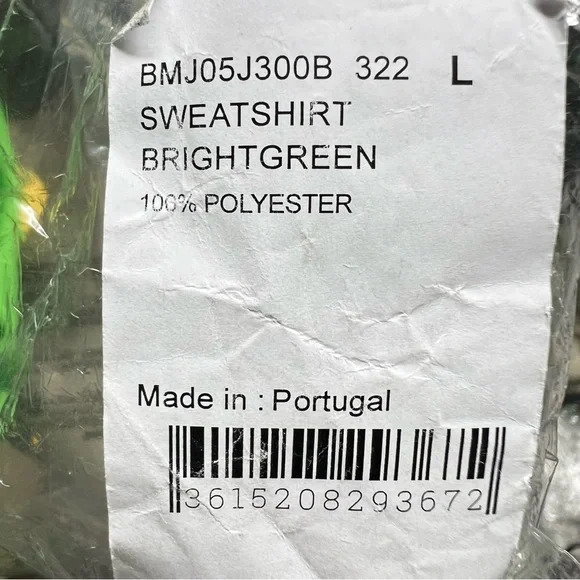 BMJ05J300B 322 L
SWEATSHIRT
BRIGHTGREEN
100% POLYESTER
Made in : Portugal
3615208293672